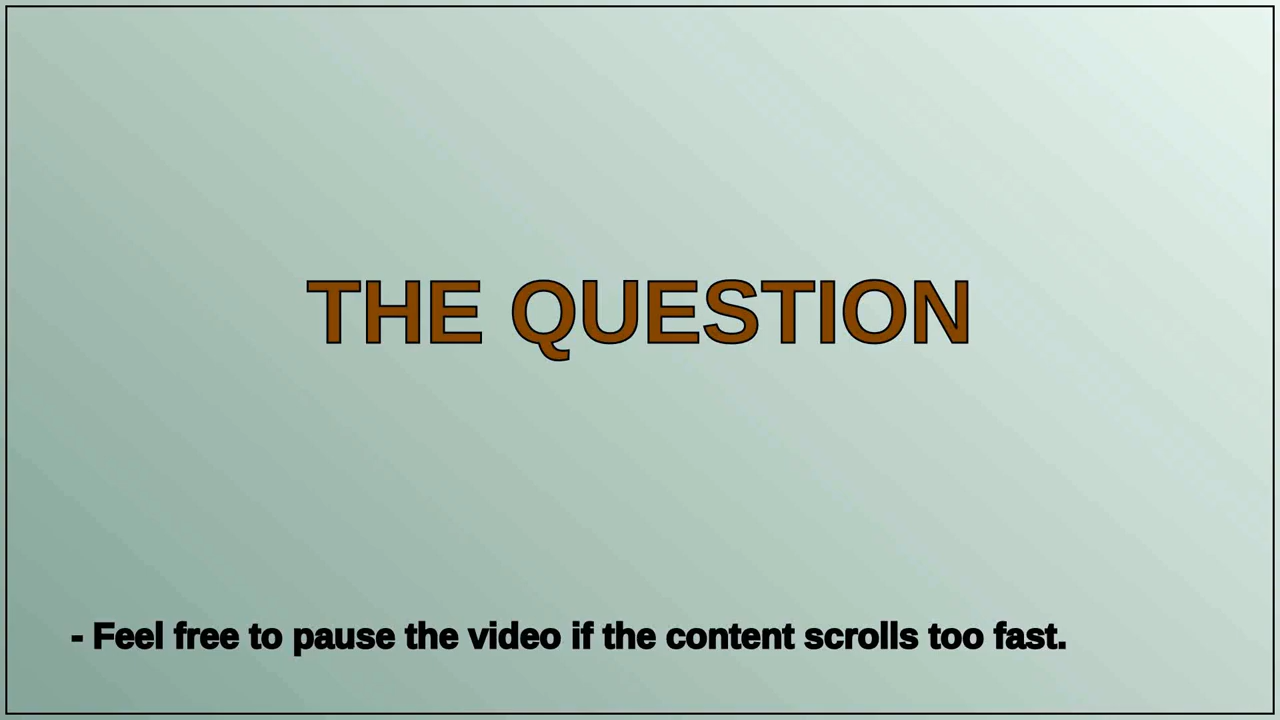 THE QUESTION
- Feel free to pause the video if the content scrolls too fast.